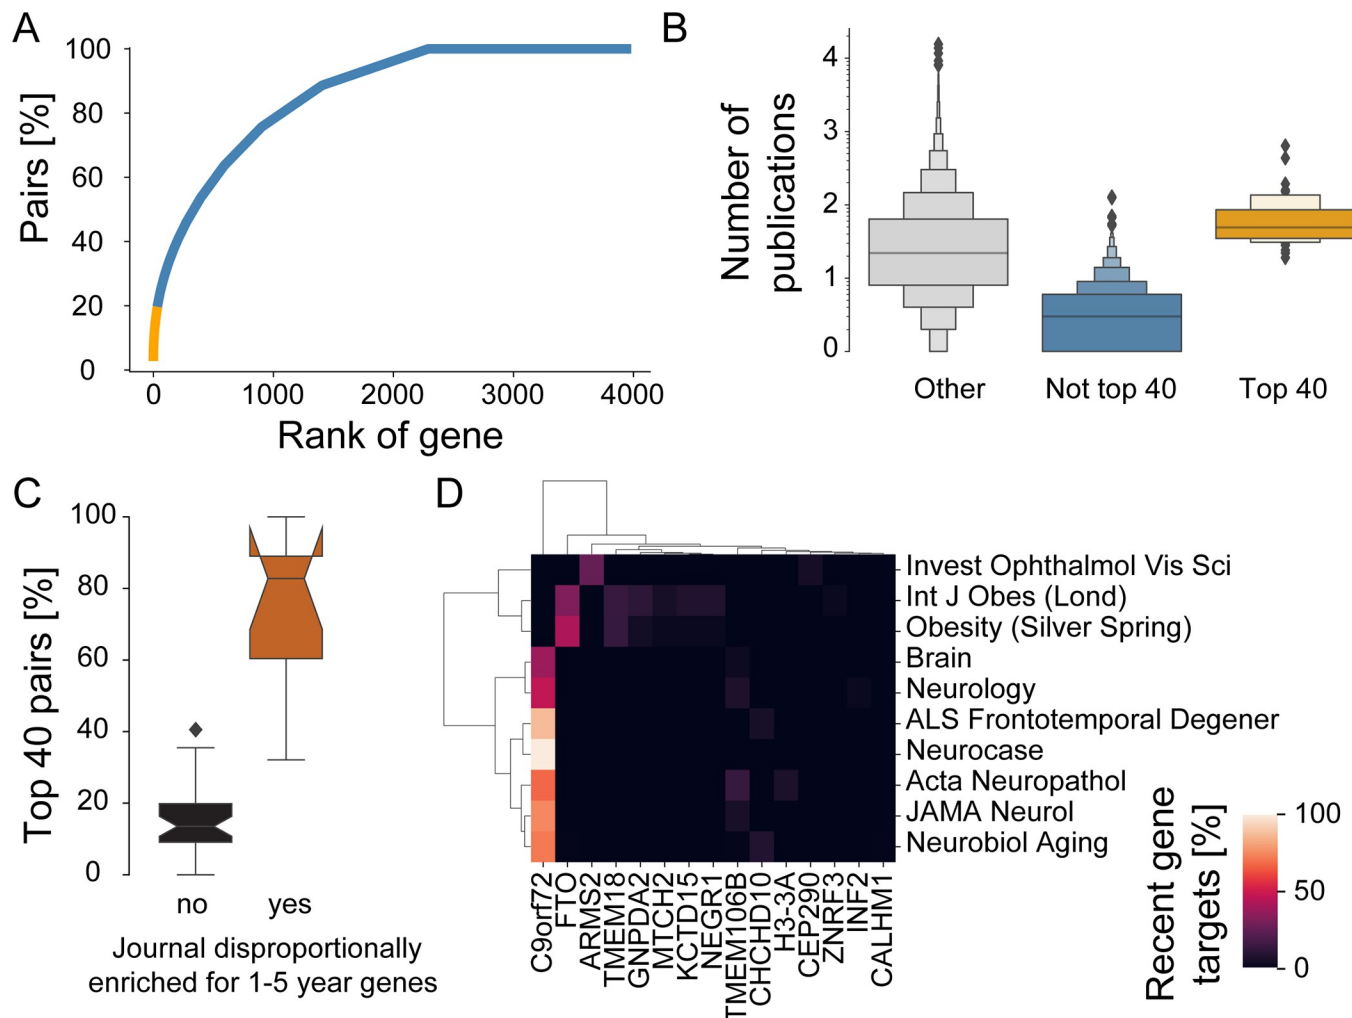 A
Pairs [%]
100
80
60
40
20
0
0 1000 2000 3000 4000
Rank of gene
B
Number of
publications
4
3
2
1
0
Other Not top 40 Top 40
C
Top 40 pairs [%]
100
80
60
40
20
0
no yes
Journal disproportionally
enriched for 1-5 year genes
D
Invest Ophthalmol Vis Sci
Int J Obes (Lond)
Obesity (Silver Spring)
Brain
Neurology
ALS Frontotemporal Degener
Neurocase
Acta Neuropathol
JAMA Neurol
Neurobiol Aging
C9orf72
FTO
ARMS2
TMEM18
GNPDA2
MTCH2
KCTD15
NEGR1
TMEM106B
CHCHD10
H3-3A
CEP290
ZNRF3
INF2
CALHM1
Recent gene
targets [%]
100
50
0